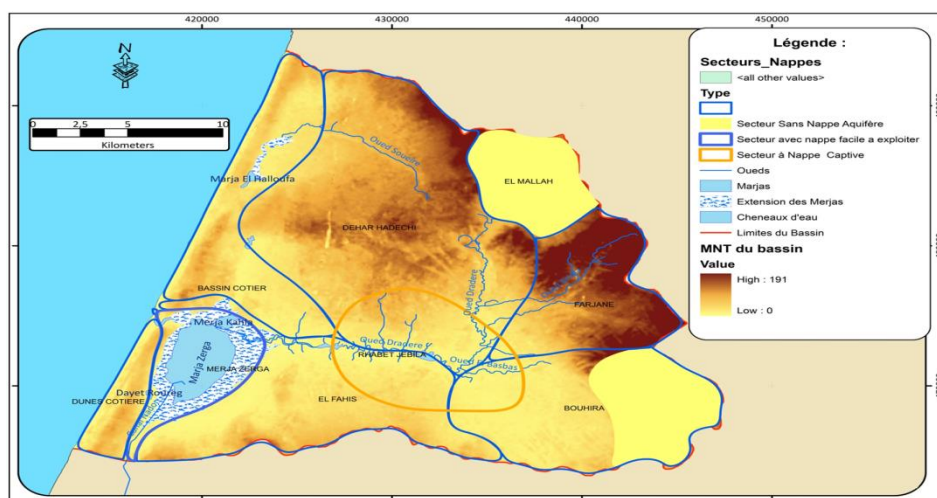 420000
430000
440000
450000
N
0
2,5
5
10
Kilometers
Légende :
Secteurs_Nappes
<all other values>
Type
Secteur Sans Nappe Aquifère
Secteur avec nappe facile a exploiter
Secteur à Nappe Captive
Oueds
Marjas
Extension des Merjas
Cheneaux d'eau
Limites du Bassin
MNT du bassin
Value
High : 191
Low : 0
Oued Soueïre
Marja El Halloufa
EL MALLAH
DEHAR HADECHI
Oued Dradere
FARJANE
BASSIN COTIER
Merja Kahla
Marja Zerga
MERJA ZERGA
Oued Dradere
RHABET JEBILA
Oued El Basbas
Dayet Roureg
DUNES COTIERE
EL FAHIS
BOUHIRA